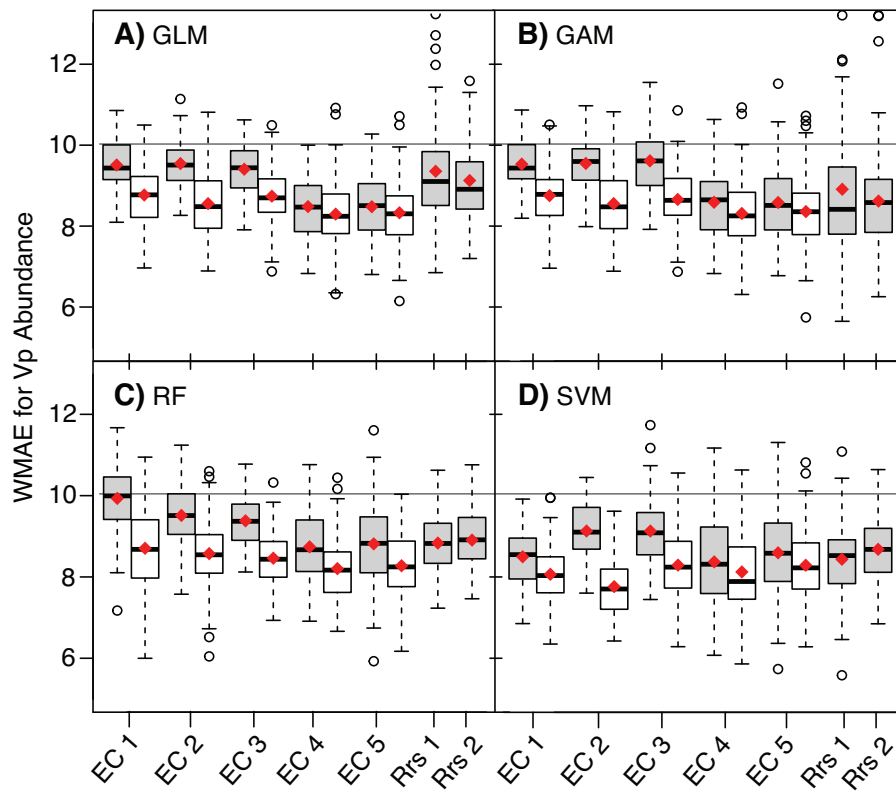 A) GLM
B) GAM
12
10
8
6
WMAE for Vp Abundance
C) RF
D) SVM
12
10
8
6
EC 1
EC 2
EC 3
EC 4
EC 5
Rrs 1
Rrs 2
EC 1
EC 2
EC 3
EC 4
EC 5
Rrs 1
Rrs 2